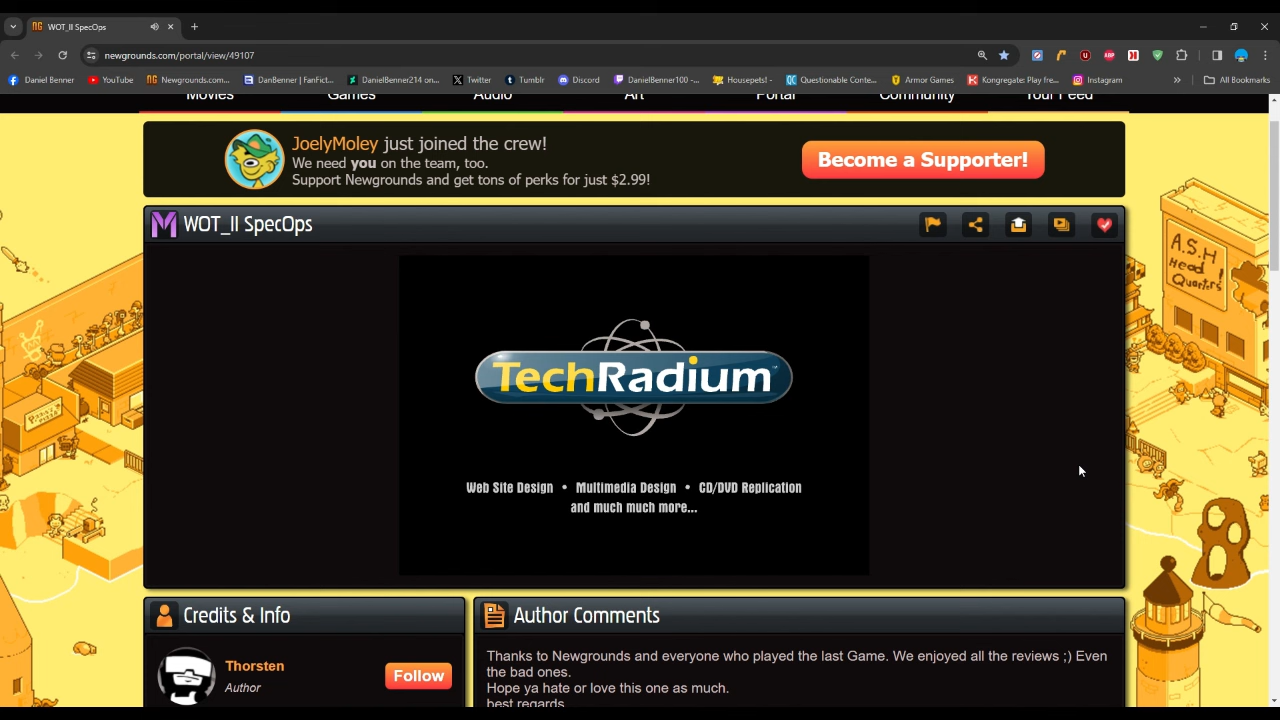 WOT_II SpecOps
newgrounds.com/portal/view/49107
Daniel Benner
YouTube
Newgrounds.com...
DanBenner | FanFict...
DanielBenner214 on...
Twitter
Tumblr
Discord
DanielBenner100 -...
Housepets! -
Questionable Conte...
Armor Games
Kongregate: Play fre...
Instagram
»
All Bookmarks
Movies
Games
Audio
Art
Portal
Community
Your Feed
JoelyMoley just joined the crew!
We need you on the team, too.
Support Newgrounds and get tons of perks for just $2.99!
Become a Supporter!
WOT_II SpecOps
A.S.H
Head
Quarters
TechRadium™
Web Site Design • Multimedia Design • CD/DVD Replication
and much much more...
Credits & Info
Author Comments
Thorsten
Author
Follow
Thanks to Newgrounds and everyone who played the last Game. We enjoyed all the reviews ;) Even
the bad ones.
Hope ya hate or love this one as much.
best regards